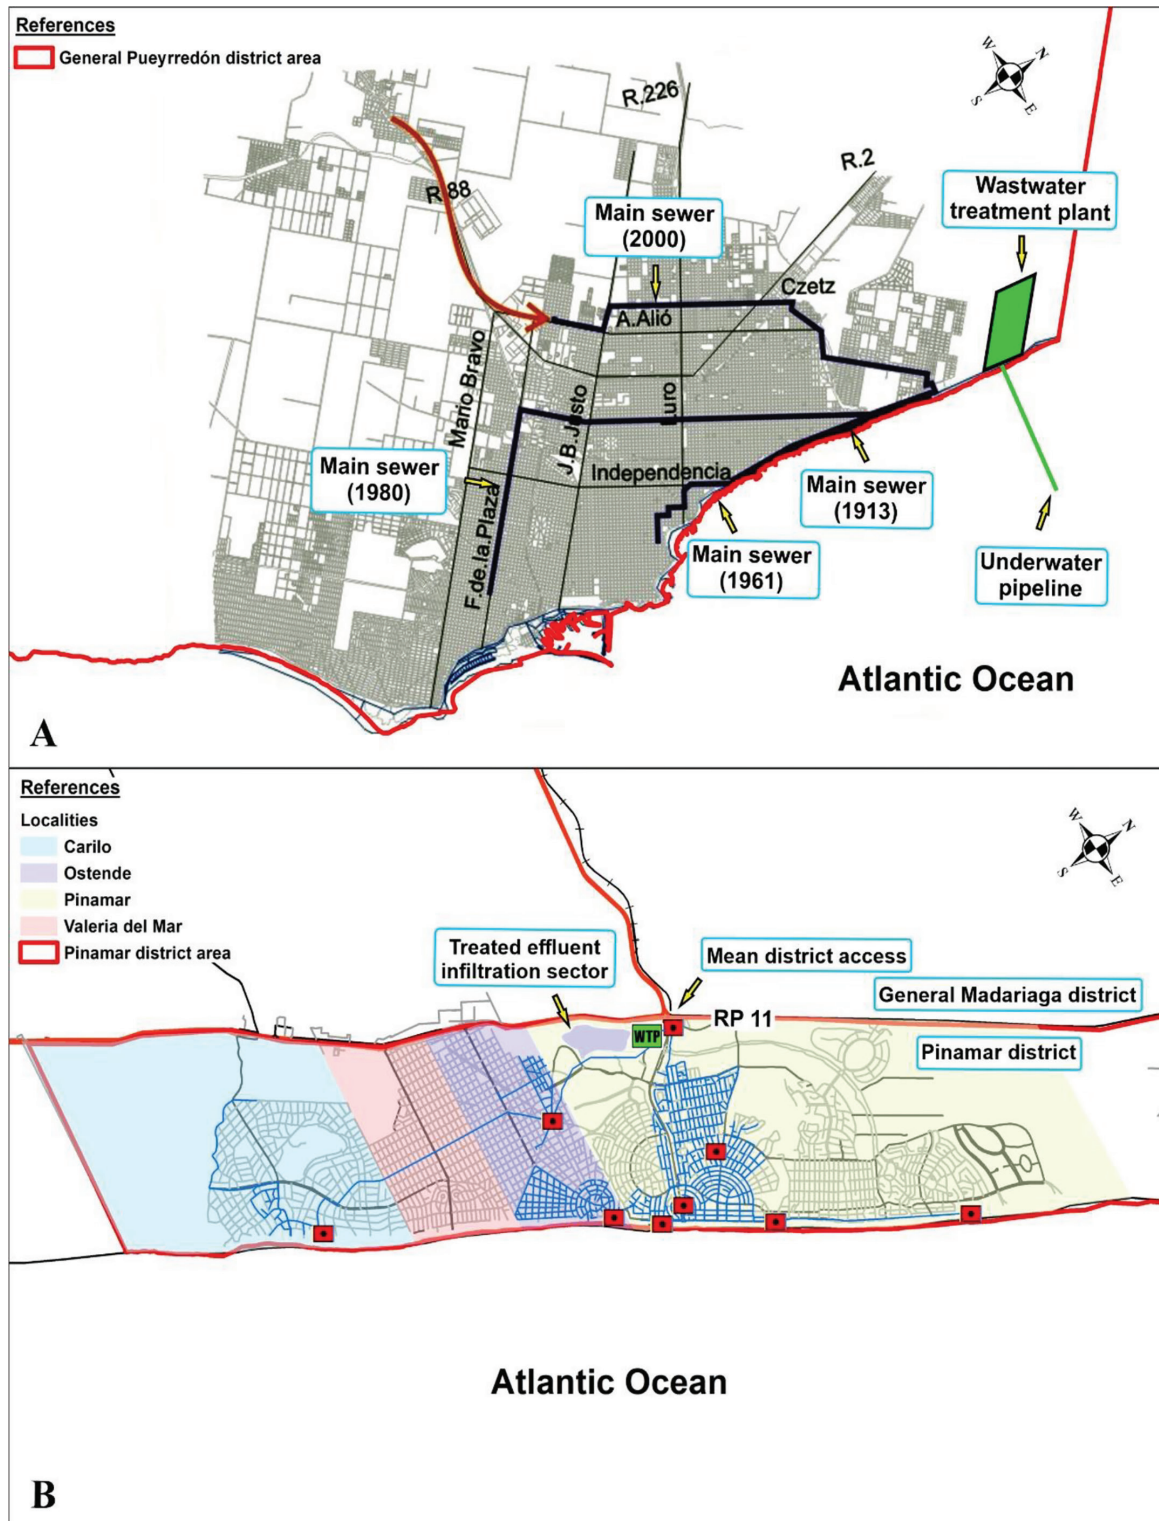 References
General Pueyrredón district area
W
N
S
E
R.226
R.2
R.88
Wastwater
treatment plant
Main sewer
(2000)
Czetz
A.Alió
Mario Bravo
J.B.Justo
Luro
Main sewer
(1980)
Independencia
Main sewer
(1913)
F.de.la.Plaza
Main sewer
(1961)
Underwater
pipeline
Atlantic Ocean
A
References
Localities
Carilo
Ostende
Pinamar
Valeria del Mar
Pinamar district area
W
N
S
E
Treated effluent
infiltration sector
Mean district access
General Madariaga district
RP 11
WTP
Pinamar district
Atlantic Ocean
B